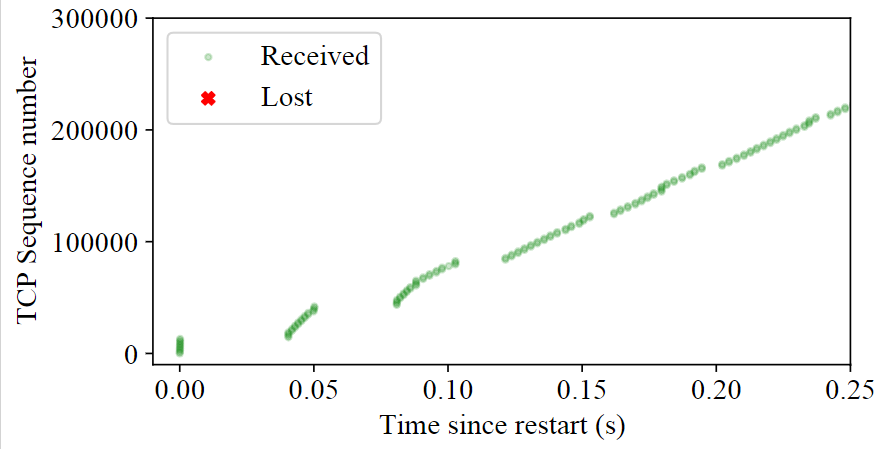 300000
200000
100000
0
TCP Sequence number
Received
Lost
0.00 0.05 0.10 0.15 0.20 0.25
Time since restart (s)